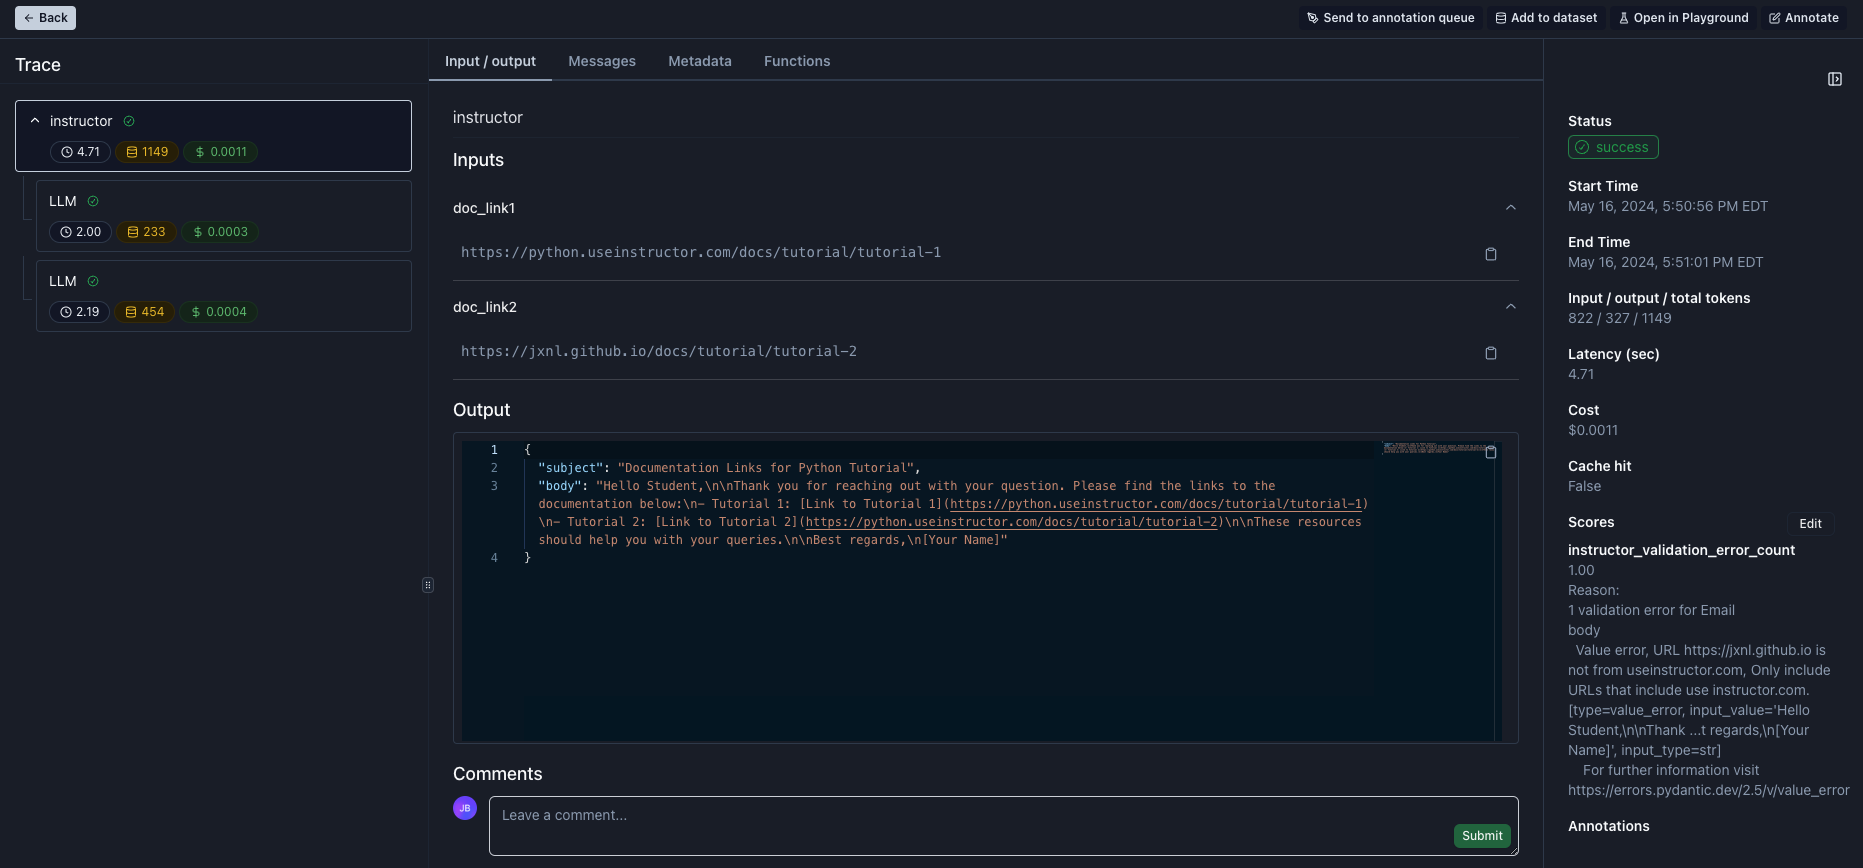 Back
Send to annotation queue
Add to dataset
Open in Playground
Annotate
Trace
instructor
4.71
1149
0.0011
LLM
2.00
233
0.0003
LLM
2.19
454
0.0004
Input / output
Messages
Metadata
Functions
instructor
Inputs
doc_link1
https://python.useinstructor.com/docs/tutorial/tutorial-1
doc_link2
https://jxnl.github.io/docs/tutorial/tutorial-2
Output
1 {
2 "subject": "Documentation Links for Python Tutorial",
3 "body": "Hello Student,\n\nThank you for reaching out with your question. Please find the links to the
documentation below:\n- Tutorial 1: [Link to Tutorial 1](https://python.useinstructor.com/docs/tutorial/tutorial-1)
\n- Tutorial 2: [Link to Tutorial 2](https://python.useinstructor.com/docs/tutorial/tutorial-2)\n\nThese resources
should help you with your queries.\n\nBest regards,\n[Your Name]"
4 }
Comments
JB
Leave a comment...
Submit
Status
success
Start Time
May 16, 2024, 5:50:56 PM EDT
End Time
May 16, 2024, 5:51:01 PM EDT
Input / output / total tokens
822 / 327 / 1149
Latency (sec)
4.71
Cost
$0.0011
Cache hit
False
Scores
Edit
instructor_validation_error_count
1.00
Reason:
1 validation error for Email
body
Value error, URL https://jxnl.github.io is
not from useinstructor.com, Only include
URLs that include use instructor.com.
[type=value_error, input_value='Hello
Student,\n\nThank ...t regards,\n[Your
Name]', input_type=str]
For further information visit
https://errors.pydantic.dev/2.5/v/value_error
Annotations